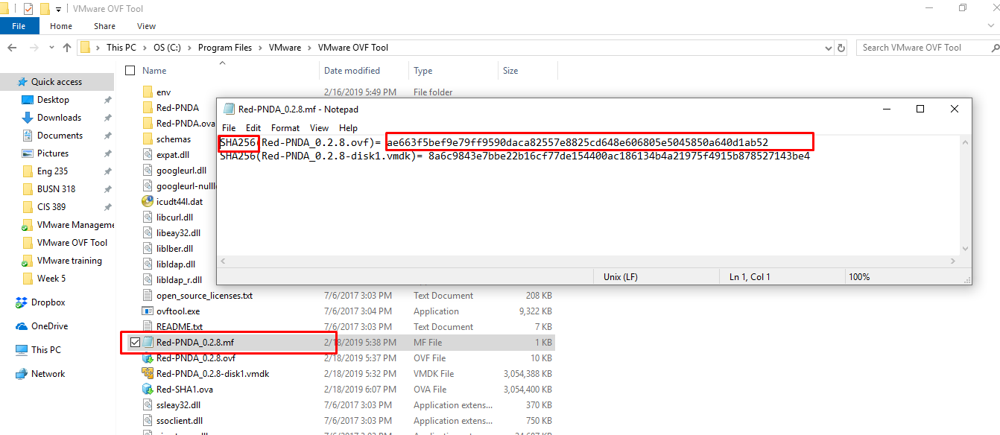 VMware OVF Tool
File Home Share View
This PC > OS (C:) > Program Files > VMware > VMware OVF Tool
Search VMware OVF Tool
Name Date modified Type Size
Quick access
Desktop
Downloads
Documents
Pictures
Eng 235
BUSN 318
CIS 389
VMware Manageme
VMware OVF Tool
VMware training
Week 5
Dropbox
OneDrive
This PC
Network
env 2/16/2019 5:49 PM File folder
Red-PNDA
Red-PNDA.ova
schemas
expat.dll
googleurl.dll
icudt44l.dat
libcurl.dll
libeay32.dll
liblber.dll
libldap.dll
libldap_r.dll
open_source_licenses.txt 7/6/2017 3:03 PM Text Document 208 KB
ovftool.exe 7/6/2017 3:04 PM Application 9,322 KB
README.txt 7/6/2017 3:03 PM Text Document 7 KB
Red-PNDA_0.2.8.mf 2/18/2019 5:38 PM MF File 1 KB
Red-PNDA_0.2.8.ovf 2/18/2019 5:37 PM OVF File 10 KB
Red-PNDA_0.2.8-disk1.vmdk 2/18/2019 5:32 PM VMDK File 3,054,388 KB
Red-SHA1.ova 2/18/2019 6:07 PM OVA File 3,054,400 KB
ssleay32.dll 7/6/2017 3:03 PM Application extens... 370 KB
ssoclient.dll 7/6/2017 3:03 PM Application extens... 750 KB
Red-PNDA_0.2.8.mf - Notepad
File Edit Format View Help
SHA256(Red-PNDA_0.2.8.ovf)= ae663f5bef9e79ff9590daca82557e8825cd648e606805e5045850a640d1ab52
SHA256(Red-PNDA_0.2.8-disk1.vmdk)= 8a6c9843e7bbe22b16cf77de154400ac186134b4a21975f4915b878527143be4
Unix (LF) Ln 1, Col 1 100%